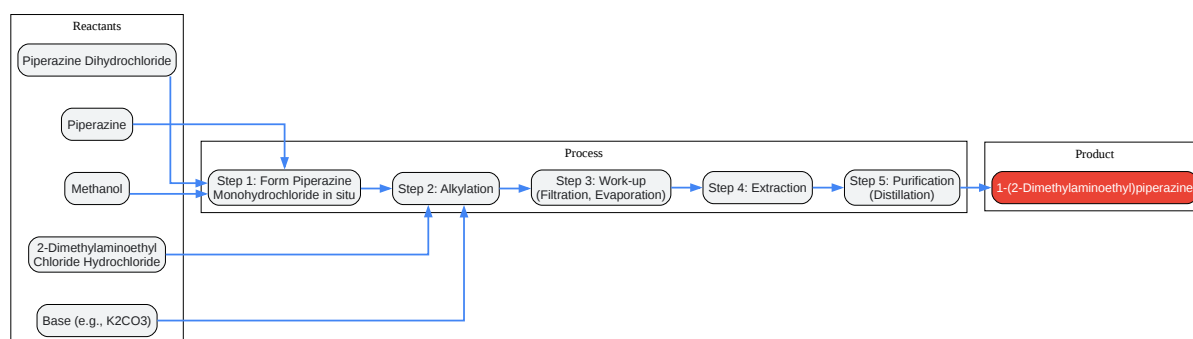 Reactants
Piperazine Dihydrochloride
Piperazine
Methanol
2-Dimethylaminoethyl
Chloride Hydrochloride
Base (e.g., K2CO3)
Process
Step 1: Form Piperazine
Monohydrochloride in situ
Step 2: Alkylation
Step 3: Work-up
(Filtration, Evaporation)
Step 4: Extraction
Step 5: Purification
(Distillation)
Product
1-(2-Dimethylaminoethyl)piperazine